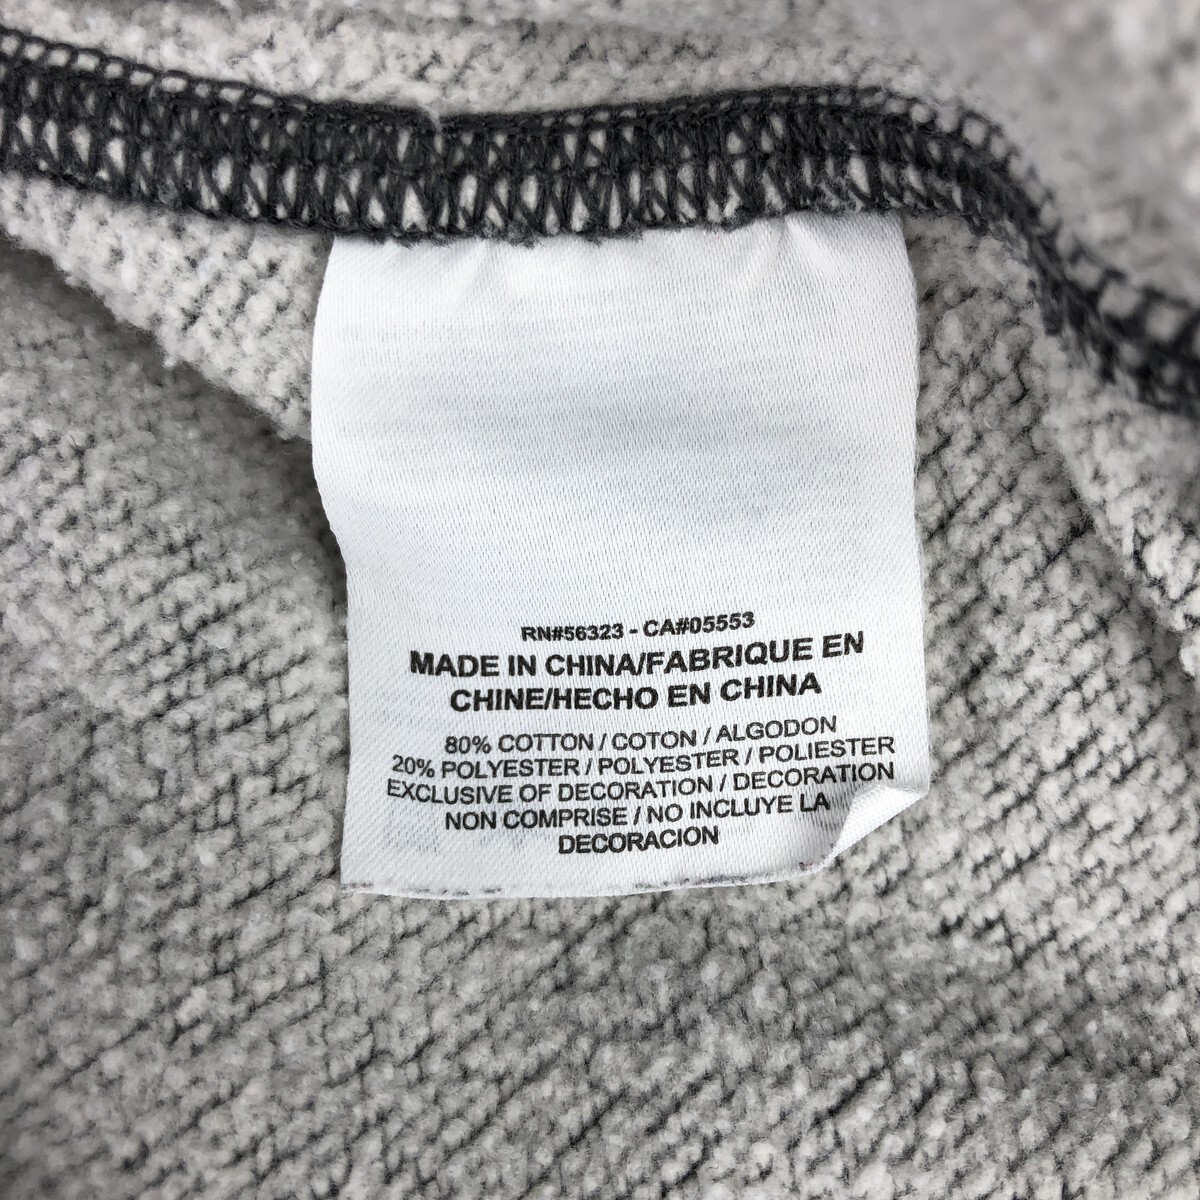 RN#56323 - CA#05553
MADE IN CHINA/FABRIQUE EN
CHINE/HECHO EN CHINA
80% COTTON / COTON / ALGODON
20% POLYESTER / POLYESTER / POLIESTER
EXCLUSIVE OF DECORATION / DECORATION
NON COMPRISE / NO INCLUYE LA
DECORACION